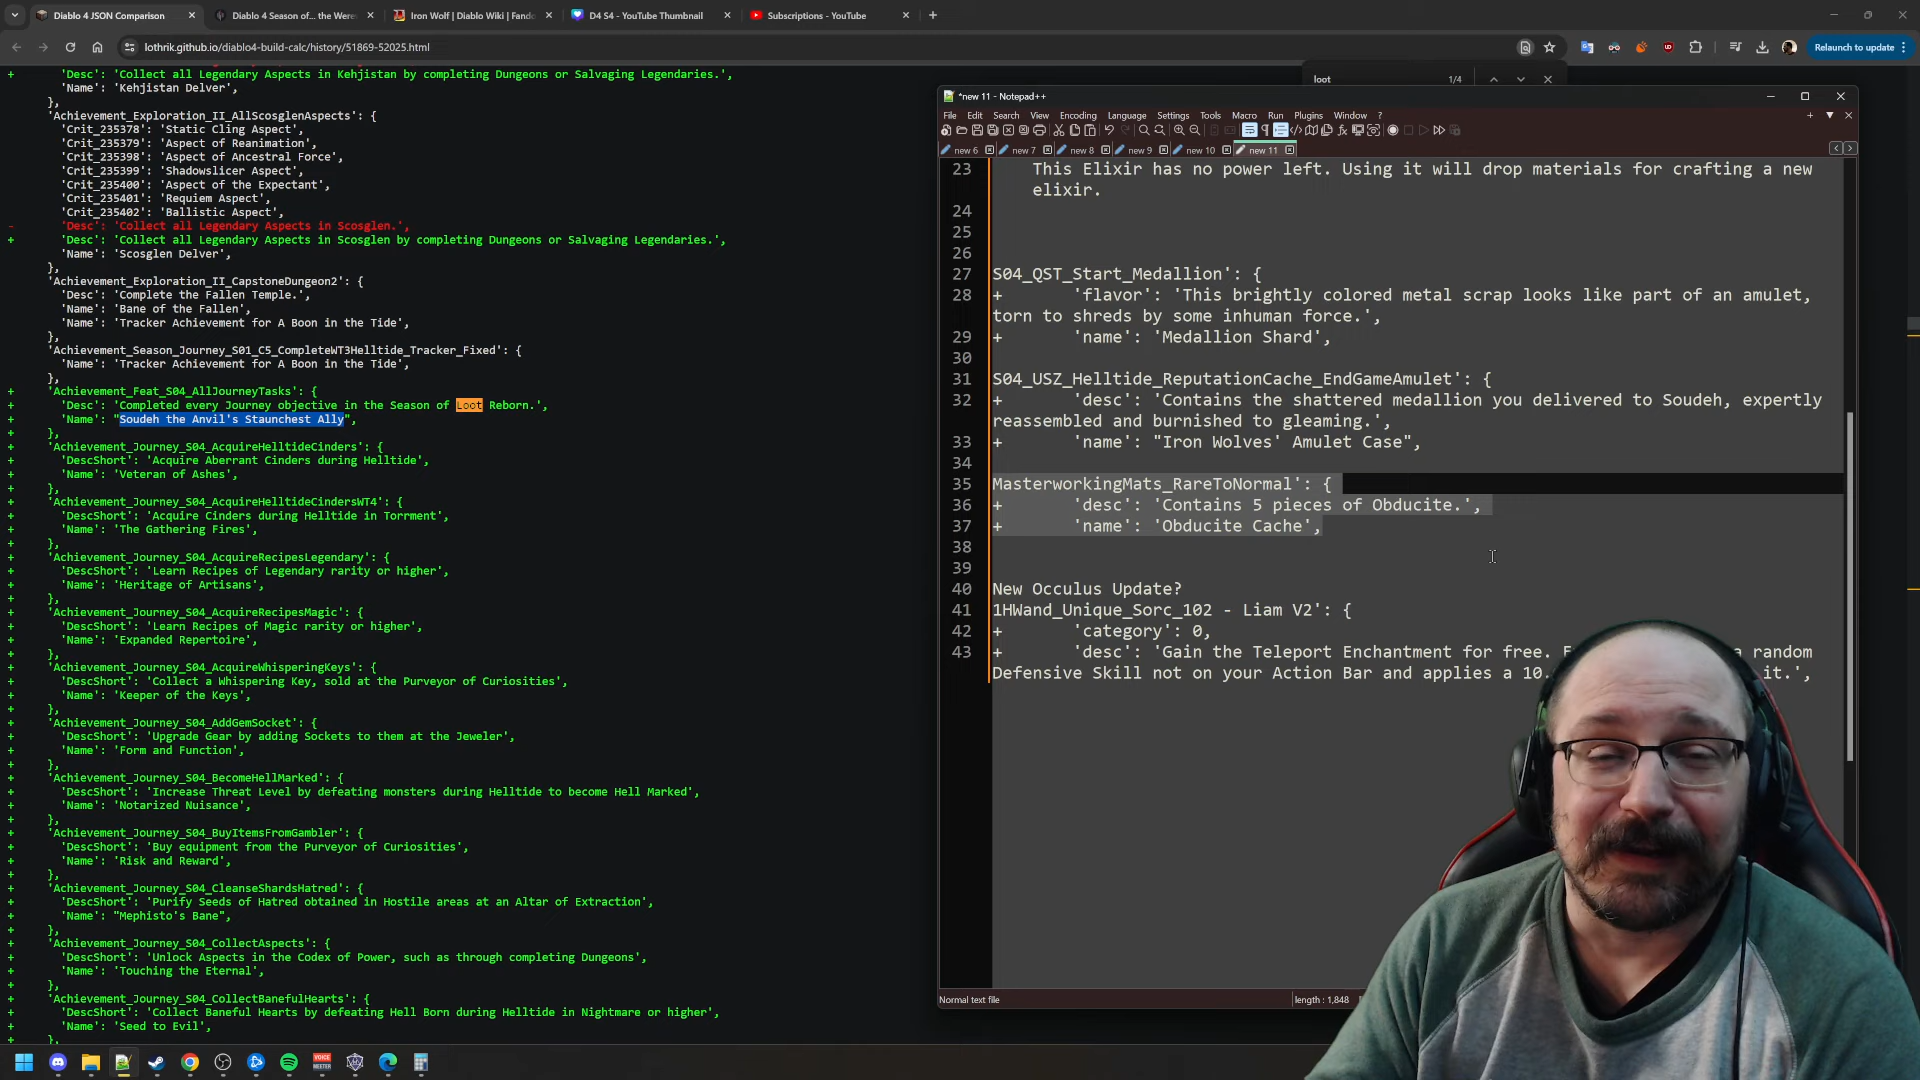 Diablo 4 JSON Comparison
Diablo 4 Season of... the Were
Iron Wolf | Diablo Wiki | Fando
D4 S4 - YouTube Thumbnail
Subscriptions - YouTube
lothrik.github.io/diablo4-build-calc/history/51869-52025.html
Relaunch to update
loot
1/4
+ 'Desc': 'Collect all Legendary Aspects in Kehjistan by completing Dungeons or Salvaging Legendaries.',
'Name': 'Kehjistan Delver',
},
'Achievement_Exploration_II_AllScosglenAspects': {
'Crit_235378': 'Static Cling Aspect',
'Crit_235379': 'Aspect of Reanimation',
'Crit_235398': 'Aspect of Ancestral Force',
'Crit_235399': 'Shadowslicer Aspect',
'Crit_235400': 'Aspect of the Expectant',
'Crit_235401': 'Requiem Aspect',
'Crit_235402': 'Ballistic Aspect',
- 'Desc': 'Collect all Legendary Aspects in Scosglen.',
+ 'Desc': 'Collect all Legendary Aspects in Scosglen by completing Dungeons or Salvaging Legendaries.',
'Name': 'Scosglen Delver',
},
'Achievement_Exploration_II_CapstoneDungeon2': {
'Desc': 'Complete the Fallen Temple.',
'Name': 'Bane of the Fallen',
'Name': 'Tracker Achievement for A Boon in the Tide',
},
'Achievement_Season_Journey_S01_C5_CompleteWT3Helltide_Tracker_Fixed': {
'Name': 'Tracker Achievement for A Boon in the Tide',
},
+ 'Achievement_Feat_S04_AllJourneyTasks': {
+ 'Desc': 'Completed every Journey objective in the Season of Loot Reborn.',
+ 'Name': "Soudeh the Anvil's Staunchest Ally",
+ },
+ 'Achievement_Journey_S04_AcquireHelltideCinders': {
+ 'DescShort': 'Acquire Aberrant Cinders during Helltide',
+ 'Name': 'Veteran of Ashes',
+ },
+ 'Achievement_Journey_S04_AcquireHelltideCindersWT4': {
+ 'DescShort': 'Acquire Cinders during Helltide in Torrment',
+ 'Name': 'The Gathering Fires',
+ },
+ 'Achievement_Journey_S04_AcquireRecipesLegendary': {
+ 'DescShort': 'Learn Recipes of Legendary rarity or higher',
+ 'Name': 'Heritage of Artisans',
+ },
+ 'Achievement_Journey_S04_AcquireRecipesMagic': {
+ 'DescShort': 'Learn Recipes of Magic rarity or higher',
+ 'Name': 'Expanded Repertoire',
+ },
+ 'Achievement_Journey_S04_AcquireWhisperingKeys': {
+ 'DescShort': 'Collect a Whispering Key, sold at the Purveyor of Curiosities',
+ 'Name': 'Keeper of the Keys',
+ },
+ 'Achievement_Journey_S04_AddGemSocket': {
+ 'DescShort': 'Upgrade Gear by adding Sockets to them at the Jeweler',
+ 'Name': 'Form and Function',
+ },
+ 'Achievement_Journey_S04_BecomeHellMarked': {
+ 'DescShort': 'Increase Threat Level by defeating monsters during Helltide to become Hell Marked',
+ 'Name': 'Notarized Nuisance',
+ },
+ 'Achievement_Journey_S04_BuyItemsFromGambler': {
+ 'DescShort': 'Buy equipment from the Purveyor of Curiosities',
+ 'Name': 'Risk and Reward',
+ },
+ 'Achievement_Journey_S04_CleanseShardsHatred': {
+ 'DescShort': 'Purify Seeds of Hatred obtained in Hostile areas at an Altar of Extraction',
+ 'Name': "Mephisto's Bane",
+ },
+ 'Achievement_Journey_S04_CollectAspects': {
+ 'DescShort': 'Unlock Aspects in the Codex of Power, such as through completing Dungeons',
+ 'Name': 'Touching the Eternal',
+ },
+ 'Achievement_Journey_S04_CollectBanefulHearts': {
+ 'DescShort': 'Collect Baneful Hearts by defeating Hell Born during Helltide in Nightmare or higher',
+ 'Name': 'Seed to Evil',
+ },
*new 11 - Notepad++
File Edit Search View Encoding Language Settings Tools Macro Run Plugins Window ?
new 6 new 7 new 8 new 9 new 10 new 11
23 This Elixir has no power left. Using it will drop materials for crafting a new
elixir.
24
25
26
27 S04_QST_Start_Medallion': {
28 + 'flavor': 'This brightly colored metal scrap looks like part of an amulet,
torn to shreds by some inhuman force.',
29 + 'name': 'Medallion Shard',
30
31 S04_USZ_Helltide_ReputationCache_EndGameAmulet': {
32 + 'desc': 'Contains the shattered medallion you delivered to Soudeh, expertly
reassembled and burnished to gleaming.',
33 + 'name': "Iron Wolves' Amulet Case",
34
35 MasterworkingMats_RareToNormal': {
36 + 'desc': 'Contains 5 pieces of Obducite.',
37 + 'name': 'Obducite Cache',
38
39
40 New Occulus Update?
41 1HWand_Unique_Sorc_102 - Liam V2': {
42 + 'category': 0,
43 + 'desc': 'Gain the Teleport Enchantment for free. a random
Defensive Skill not on your Action Bar and applies a 10. it.',
Normal text file
length : 1,848
VOICE MEETER